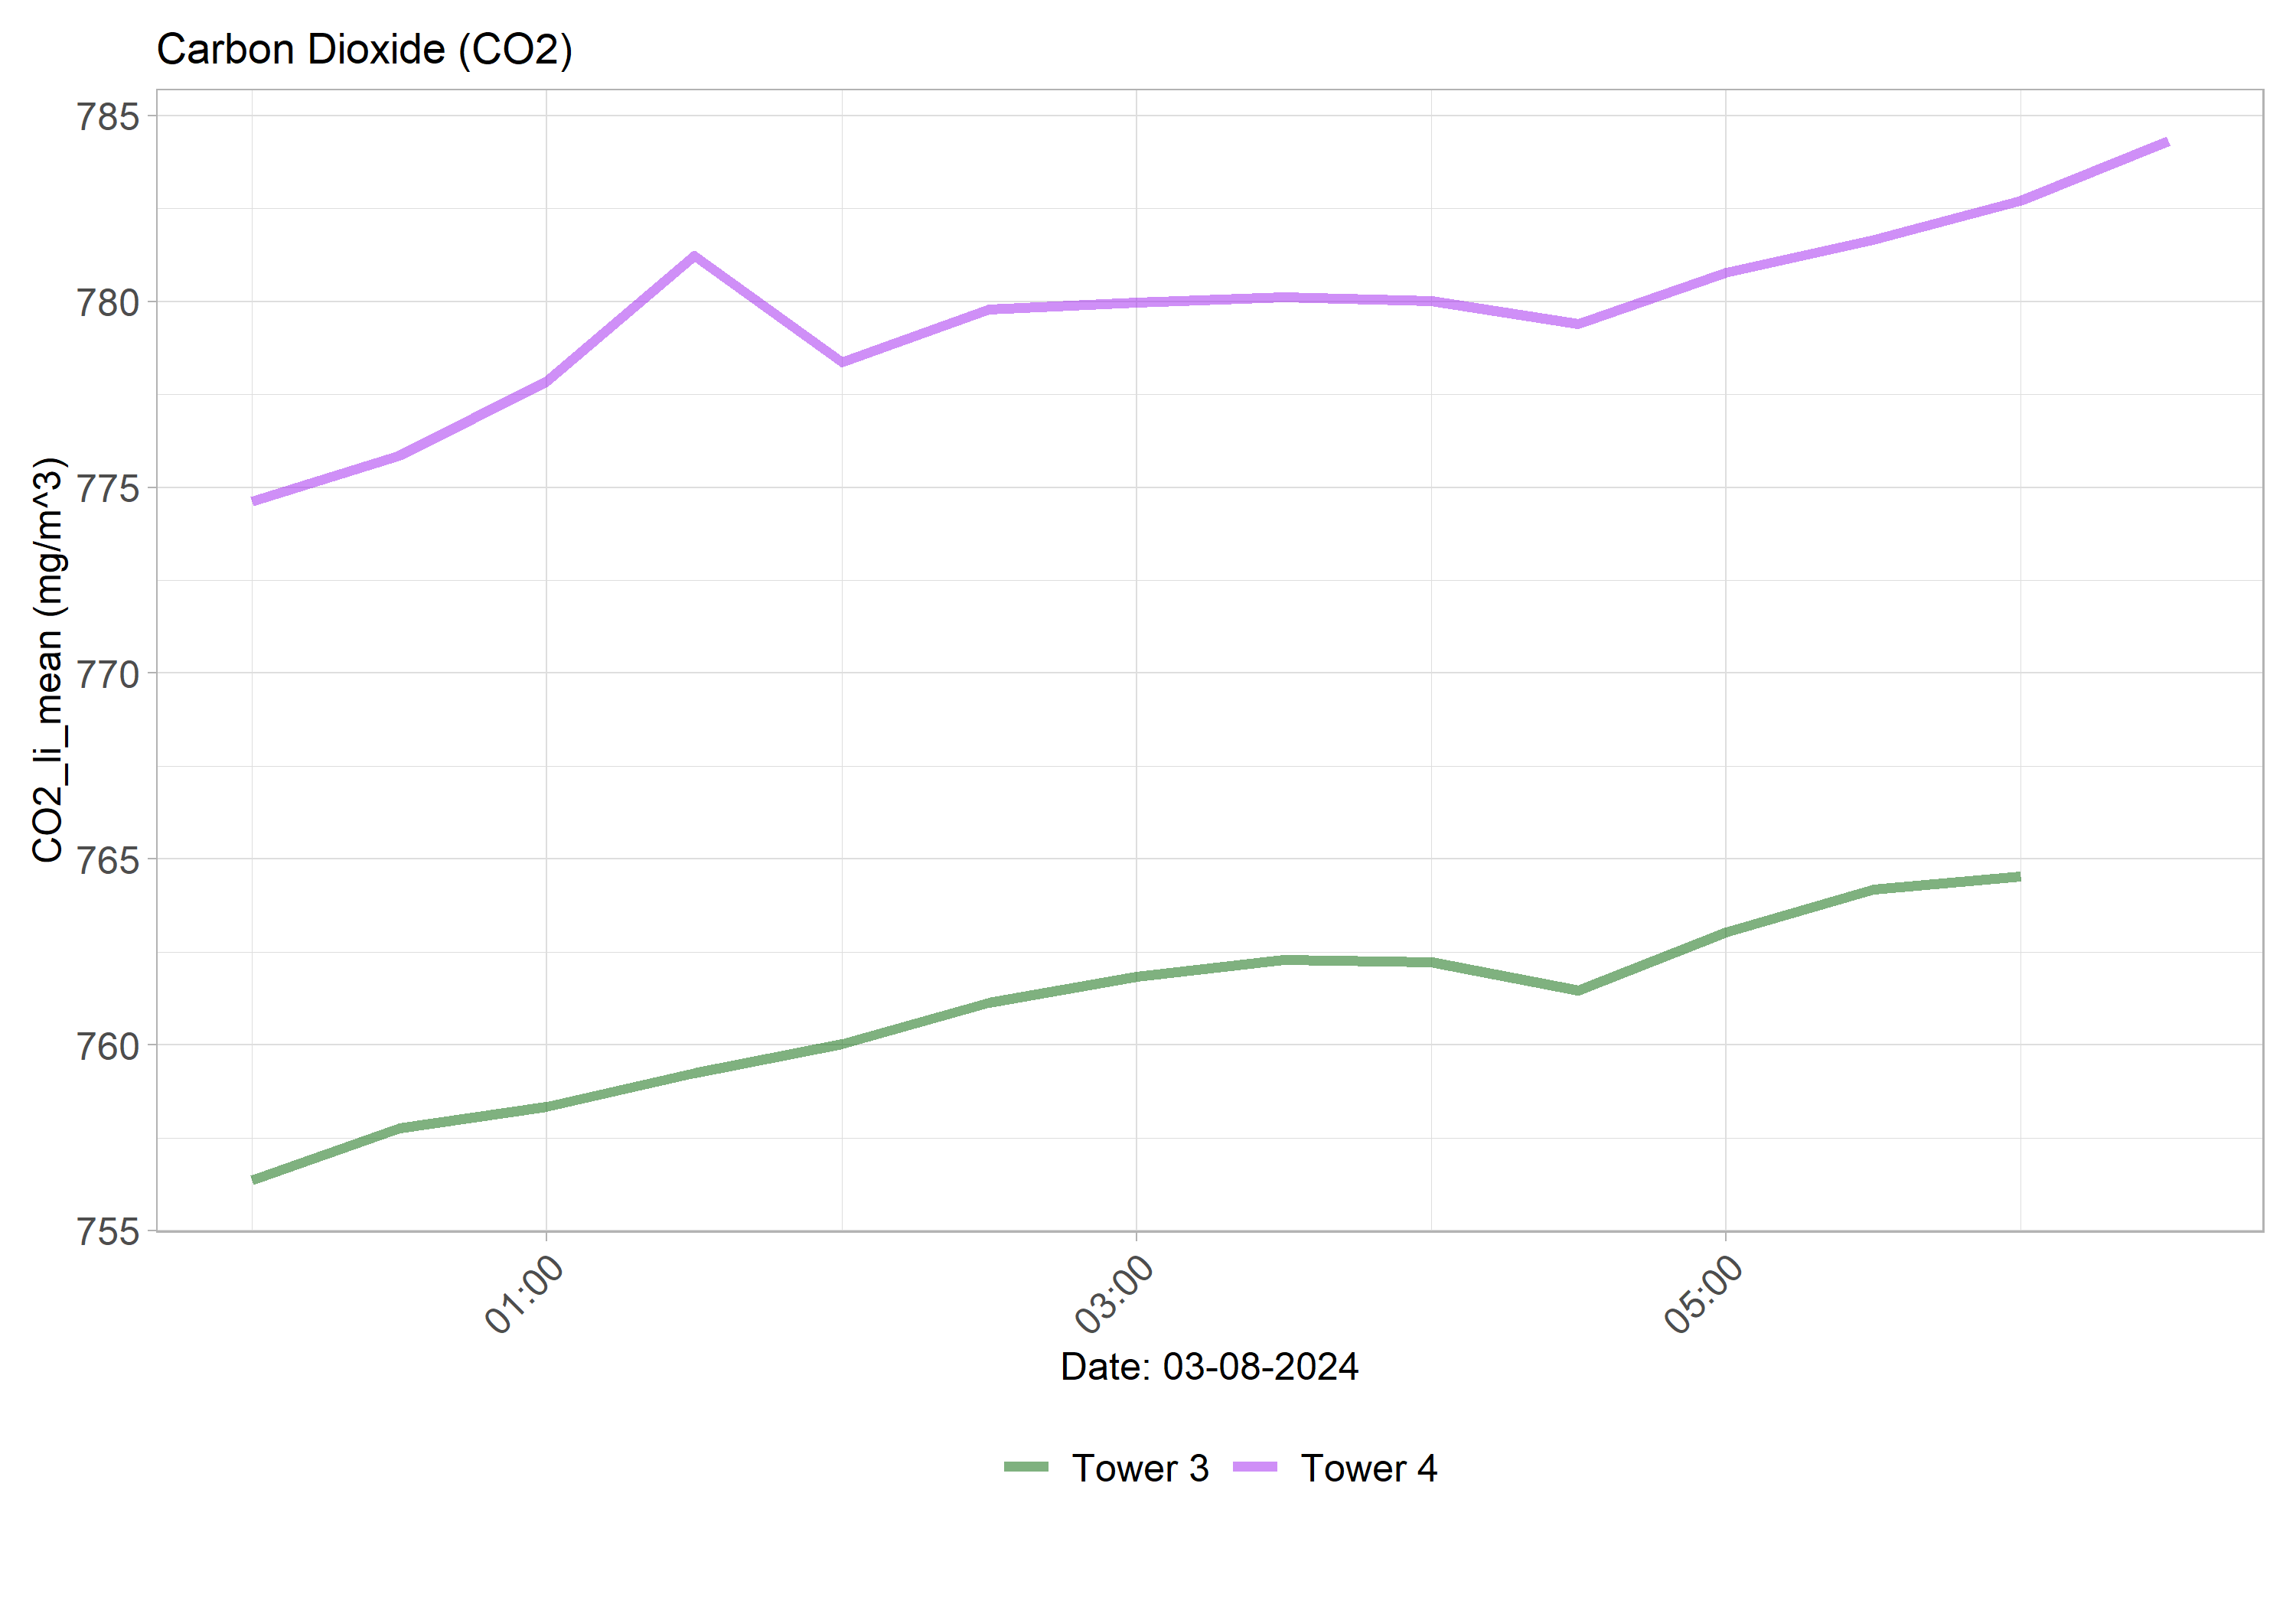 Carbon Dioxide (CO2)
785
780
775
770
765
760
755
CO2_li_mean (mg/m^3)
01:00
03:00
05:00
Date: 03-08-2024
Tower 3
Tower 4